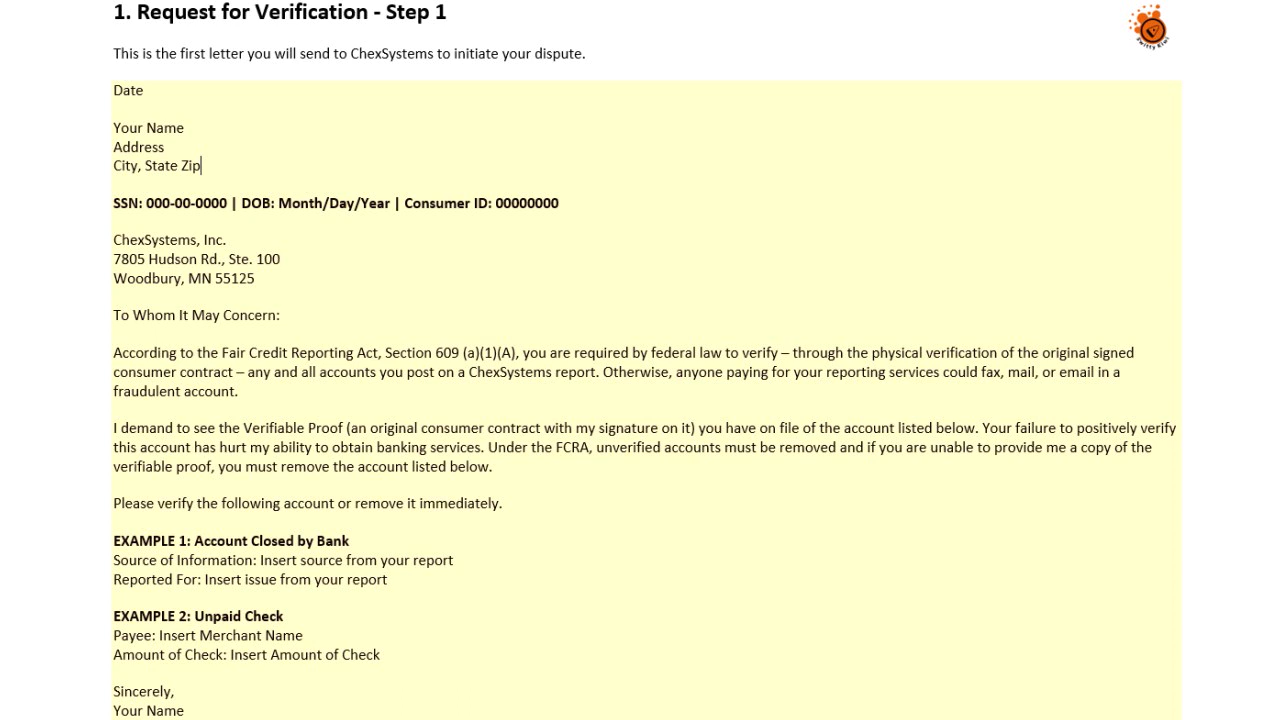 1. Request for Verification - Step 1
This is the first letter you will send to ChexSystems to initiate your dispute.
Date
Your Name
Address
City, State Zip
SSN: 000-00-0000 | DOB: Month/Day/Year | Consumer ID: 00000000
ChexSystems, Inc.
7805 Hudson Rd., Ste. 100
Woodbury, MN 55125
To Whom It May Concern:
According to the Fair Credit Reporting Act, Section 609 (a)(1)(A), you are required by federal law to verify – through the physical verification of the original signed
consumer contract – any and all accounts you post on a ChexSystems report. Otherwise, anyone paying for your reporting services could fax, mail, or email in a
fraudulent account.
I demand to see the Verifiable Proof (an original consumer contract with my signature on it) you have on file of the account listed below. Your failure to positively verify
this account has hurt my ability to obtain banking services. Under the FCRA, unverified accounts must be removed and if you are unable to provide me a copy of the
verifiable proof, you must remove the account listed below.
Please verify the following account or remove it immediately.
EXAMPLE 1: Account Closed by Bank
Source of Information: Insert source from your report
Reported For: Insert issue from your report
EXAMPLE 2: Unpaid Check
Payee: Insert Merchant Name
Amount of Check: Insert Amount of Check
Sincerely,
Your Name